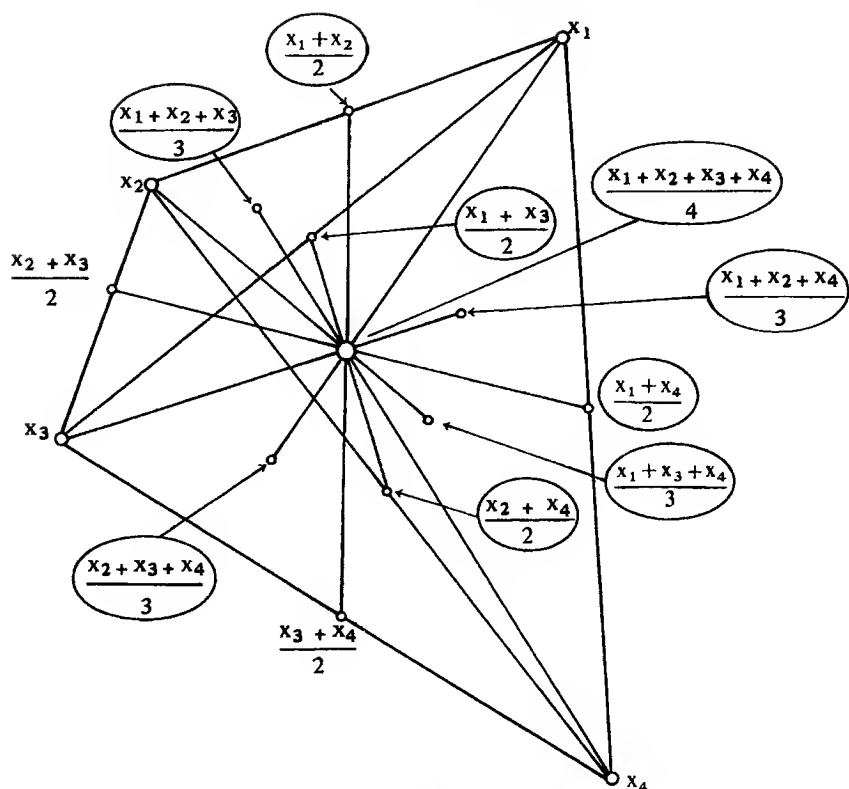 x₁
x₁ + x₂
2
x₁ + x₂ + x₃
3
x₂
x₁ + x₂ + x₃ + x₄
4
x₁ + x₃
2
x₂ + x₃
2
x₁ + x₂ + x₄
3
x₁ + x₄
2
x₃
x₁ + x₃ + x₄
3
x₂ + x₄
2
x₂ + x₃ + x₄
3
x₃ + x₄
2
x₄